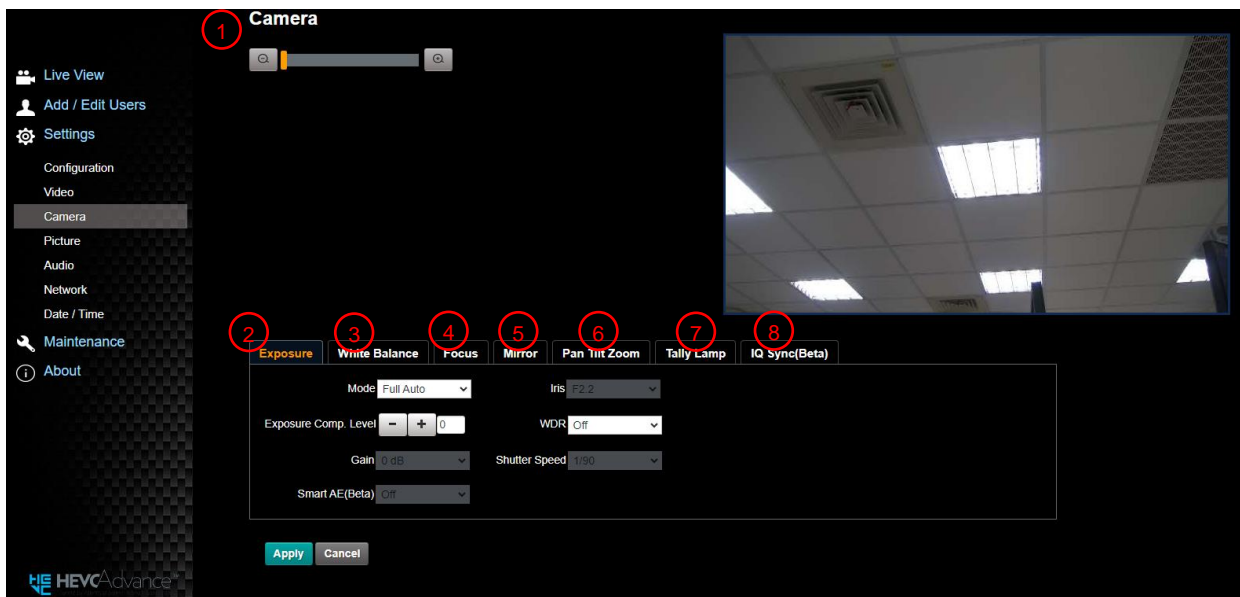 1
Camera
Live View
Add / Edit Users
Settings
Configuration
Video
Camera
Picture
Audio
Network
Date / Time
Maintenance
About
2 3 4 5 6 7 8
Exposure White Balance Focus Mirror Pan Tilt Zoom Tally Lamp IQ Sync(Beta)
Mode Full Auto Iris F2.2
Exposure Comp. Level - + 0 WDR Off
Gain 0 dB Shutter Speed 1/90
Smart AE(Beta) Off
Apply Cancel
HEVC Advance™